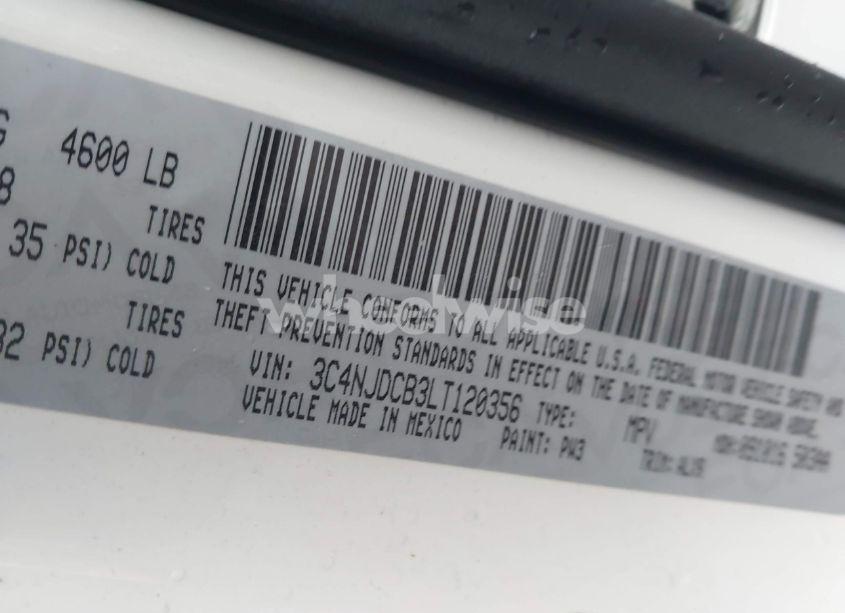 G 4600 LB
8 TIRES
35 PSI) COLD
TIRES
32 PSI) COLD
THIS VEHICLE CONFORMS TO ALL APPLICABLE U.S.A. FEDERAL MOTOR VEHICLE SAFETY AND
THEFT PREVENTION STANDARDS IN EFFECT ON THE DATE OF MANUFACTURE SHOWN ABOVE.
VIN: 3C4NJDCB3LT120356 TYPE: MPV
VEHICLE MADE IN MEXICO PAINT: PW3 TRIM:
wheelwise